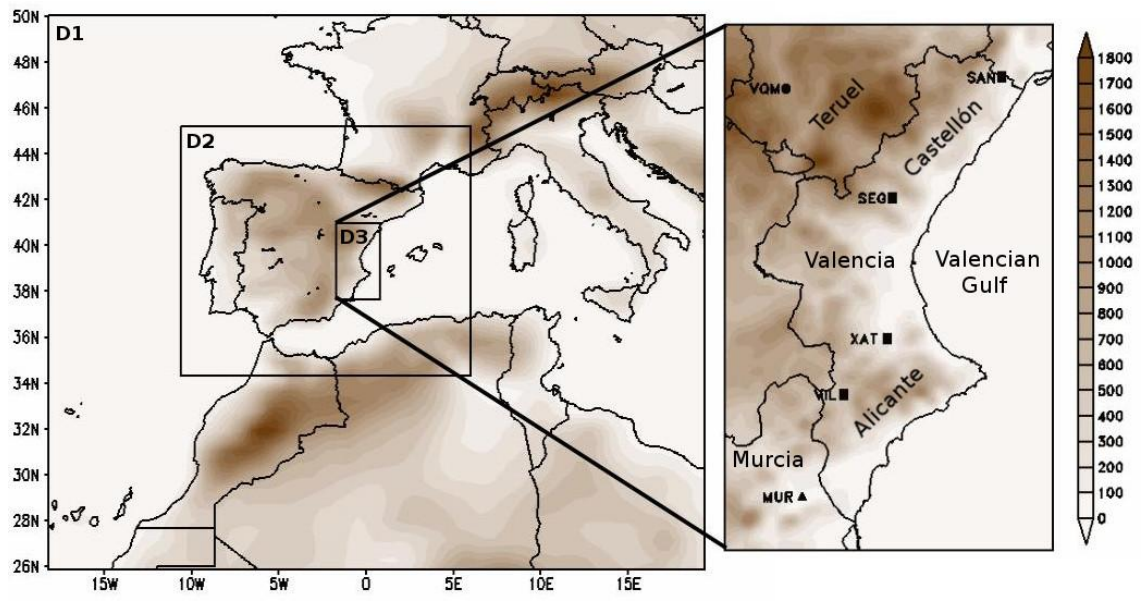 50N
48N
46N
44N
42N
40N
38N
36N
34N
32N
30N
28N
26N
15W
10W
5W
0
5E
10E
15E
D1
D2
D3
VQM
Teruel
SAN
Castellón
SEG
Valencia
Valencian
Gulf
XAT
VIL
Alicante
Murcia
MUR
1800
1700
1600
1500
1400
1300
1200
1100
1000
900
800
700
600
500
400
300
200
100
0